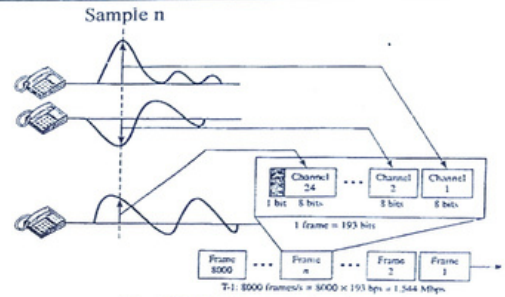 Sample n
Channel 24
...
Channel 2
Channel 1
1 bit 8 bits
8 bits
8 bits
1 frame = 193 bits
Frame 8000
...
Frame n
...
Frame 2
Frame 1
T-1: 8000 frames/s = 8000 × 193 bps = 1.544 Mbps